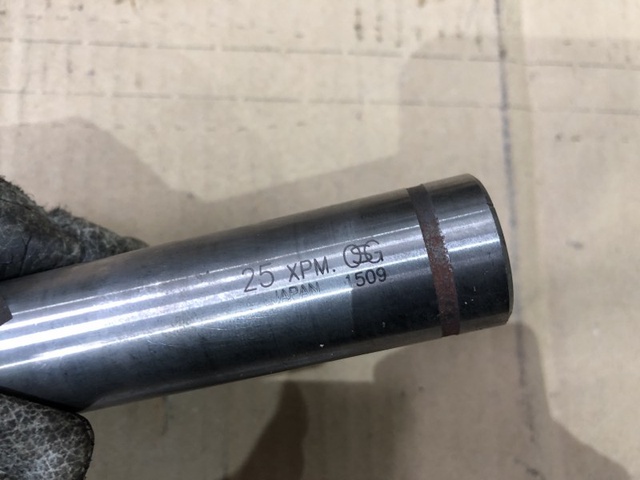 25 XPM. OSG
JAPAN 1509